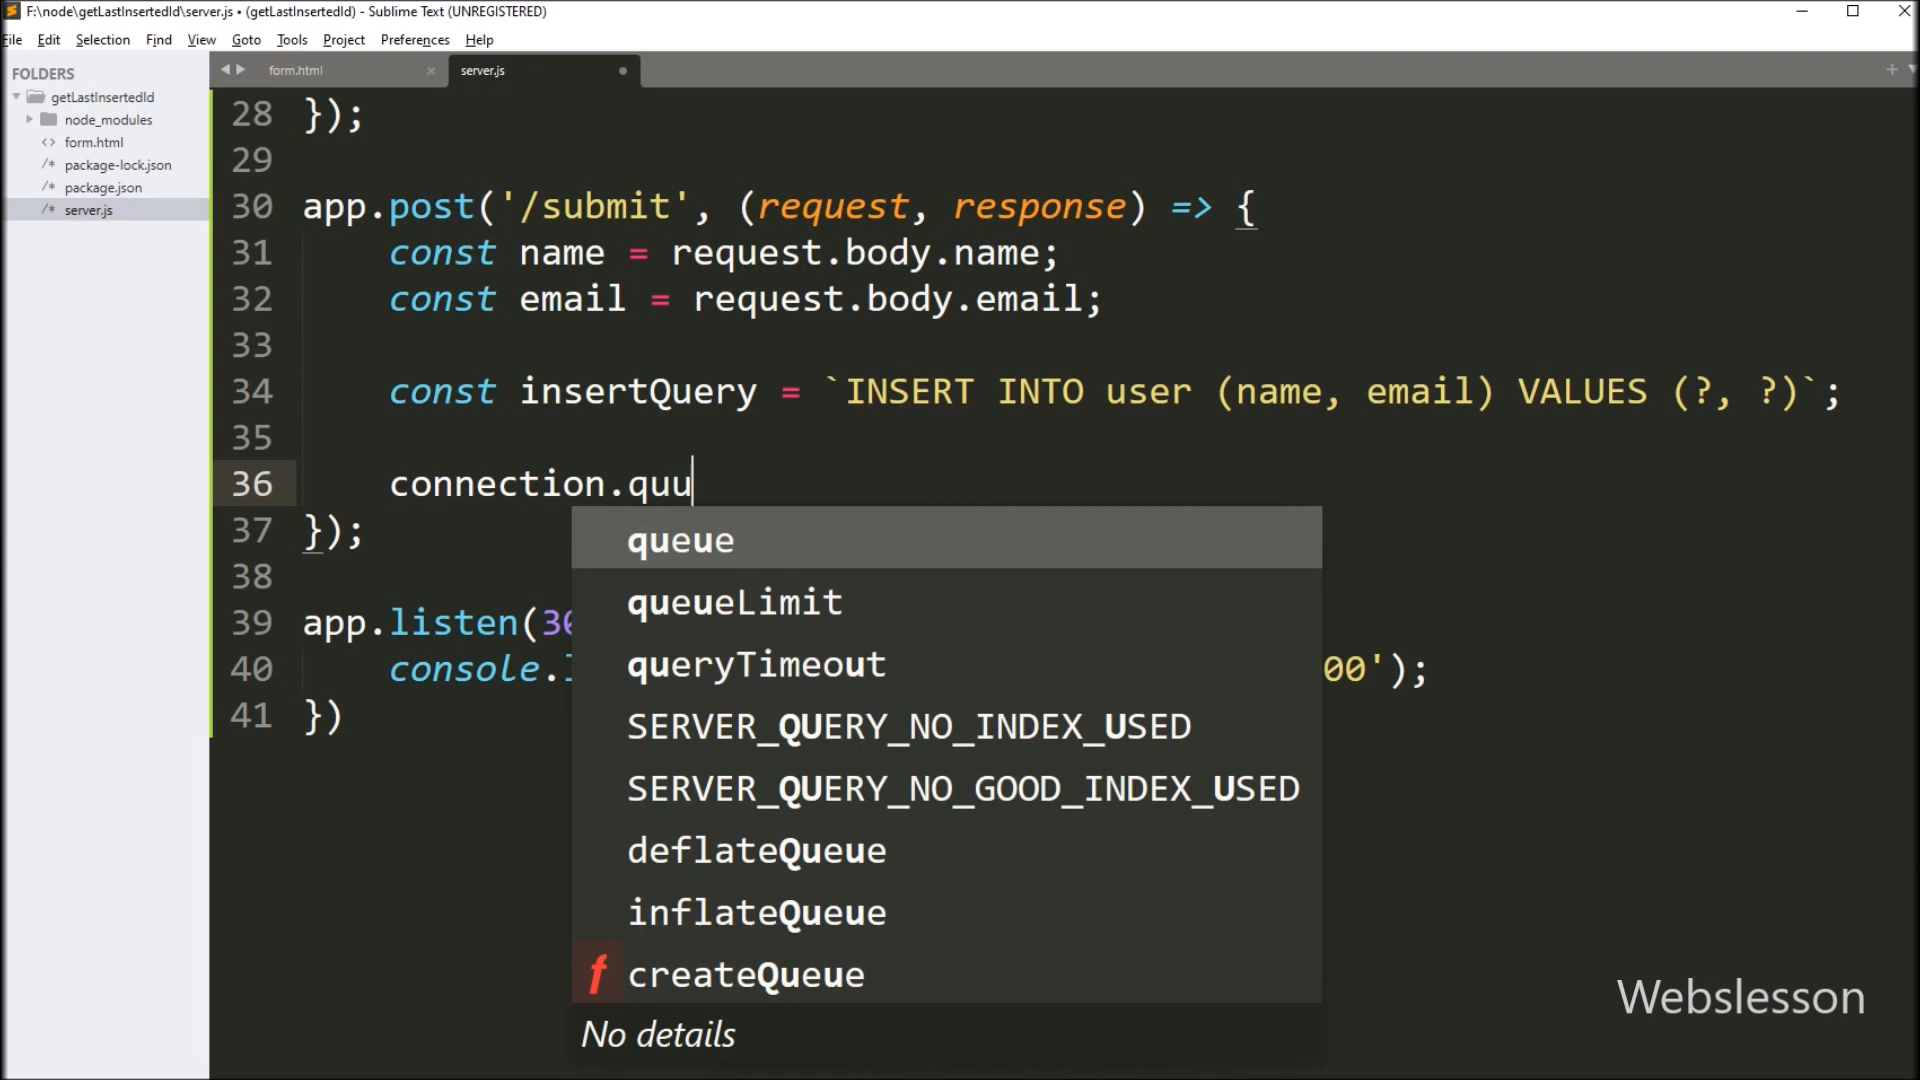 F:\node\getLastInsertedId\server.js • (getLastInsertedId) - Sublime Text (UNREGISTERED)
File Edit Selection Find View Goto Tools Project Preferences Help
FOLDERS
getLastInsertedId
node_modules
form.html
package-lock.json
package.json
server.js
form.html
server.js
28 });
29
30 app.post('/submit', (request, response) => {
31 const name = request.body.name;
32 const email = request.body.email;
33
34 const insertQuery = `INSERT INTO user (name, email) VALUES (?, ?)`;
35
36 connection.quu
37 });
38
39 app.listen(30
40 console. 00');
41 })
queue
queueLimit
queryTimeout
SERVER_QUERY_NO_INDEX_USED
SERVER_QUERY_NO_GOOD_INDEX_USED
deflateQueue
inflateQueue
f createQueue
No details
Webslesson